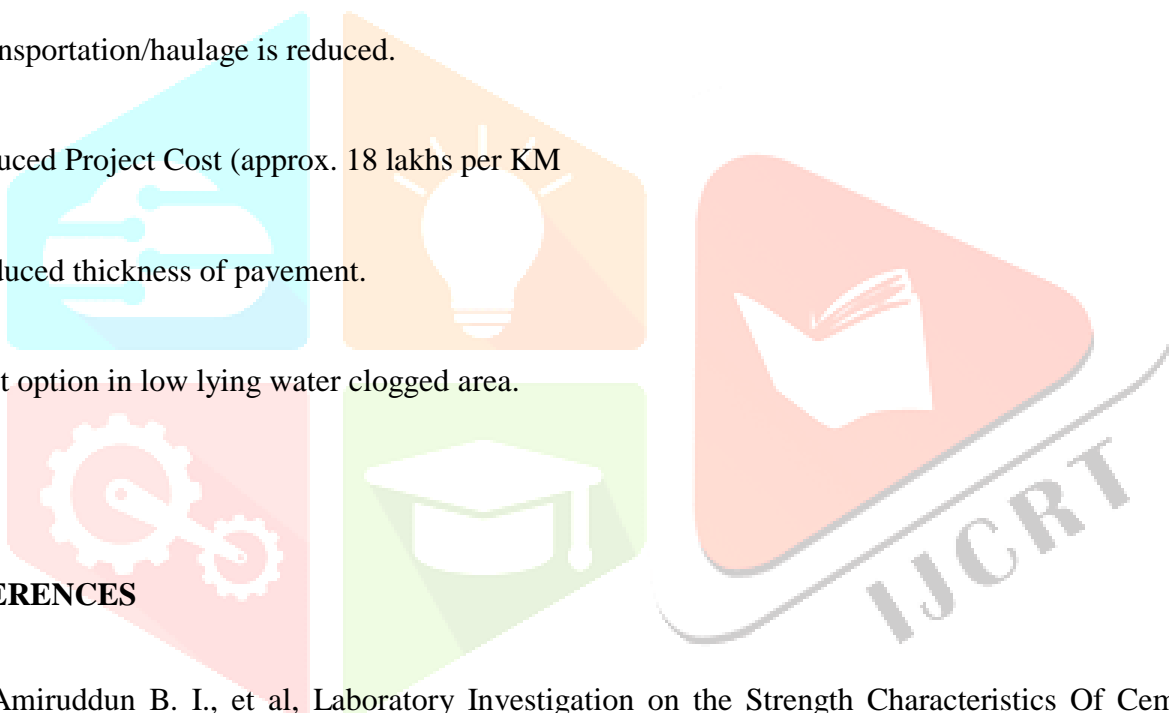 nsportation/haulage is reduced.
uced Project Cost (approx. 18 lakhs per KM
duced thickness of pavement.
t option in low lying water clogged area.
ERENCES
Amiruddun B. I., et al, Laboratory Investigation on the Strength Characteristics Of Cem
IJCRT